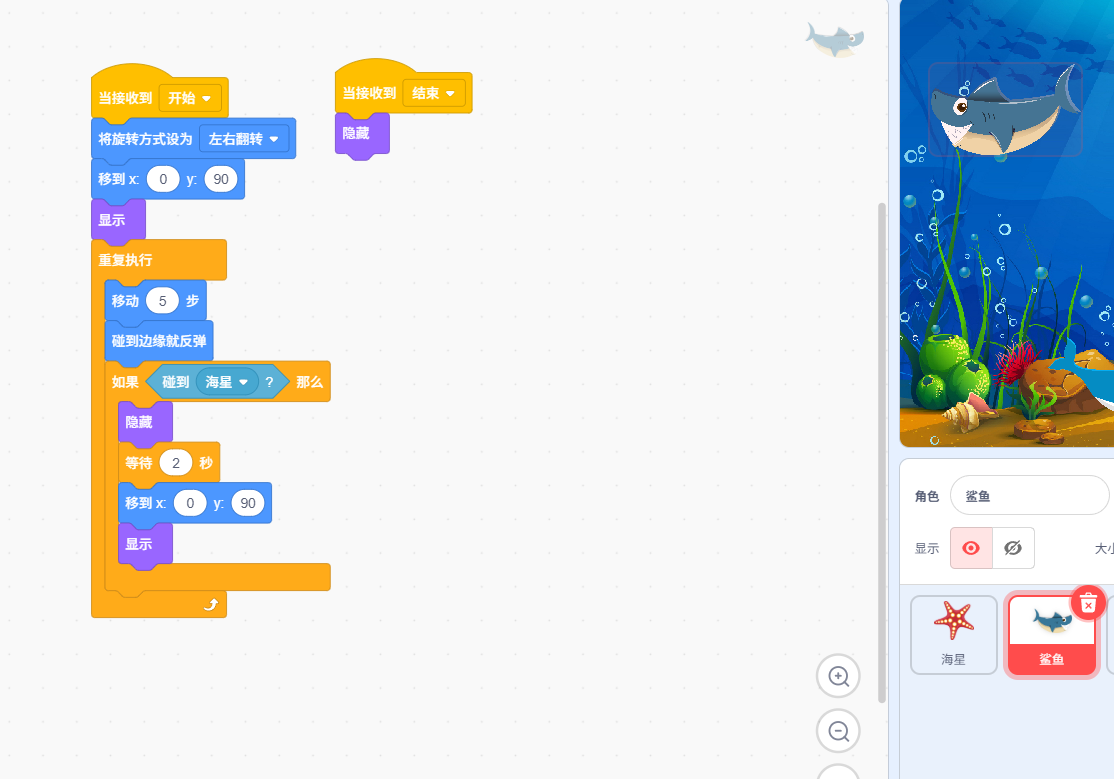 当接收到 开始
将旋转方式设为 左右翻转
移到 x: 0 y: 90
显示
重复执行
移动 5 步
碰到边缘就反弹
如果 碰到 海星 ? 那么
隐藏
等待 2 秒
移到 x: 0 y: 90
显示
当接收到 结束
隐藏
角色 鲨鱼
显示
海星
鲨鱼